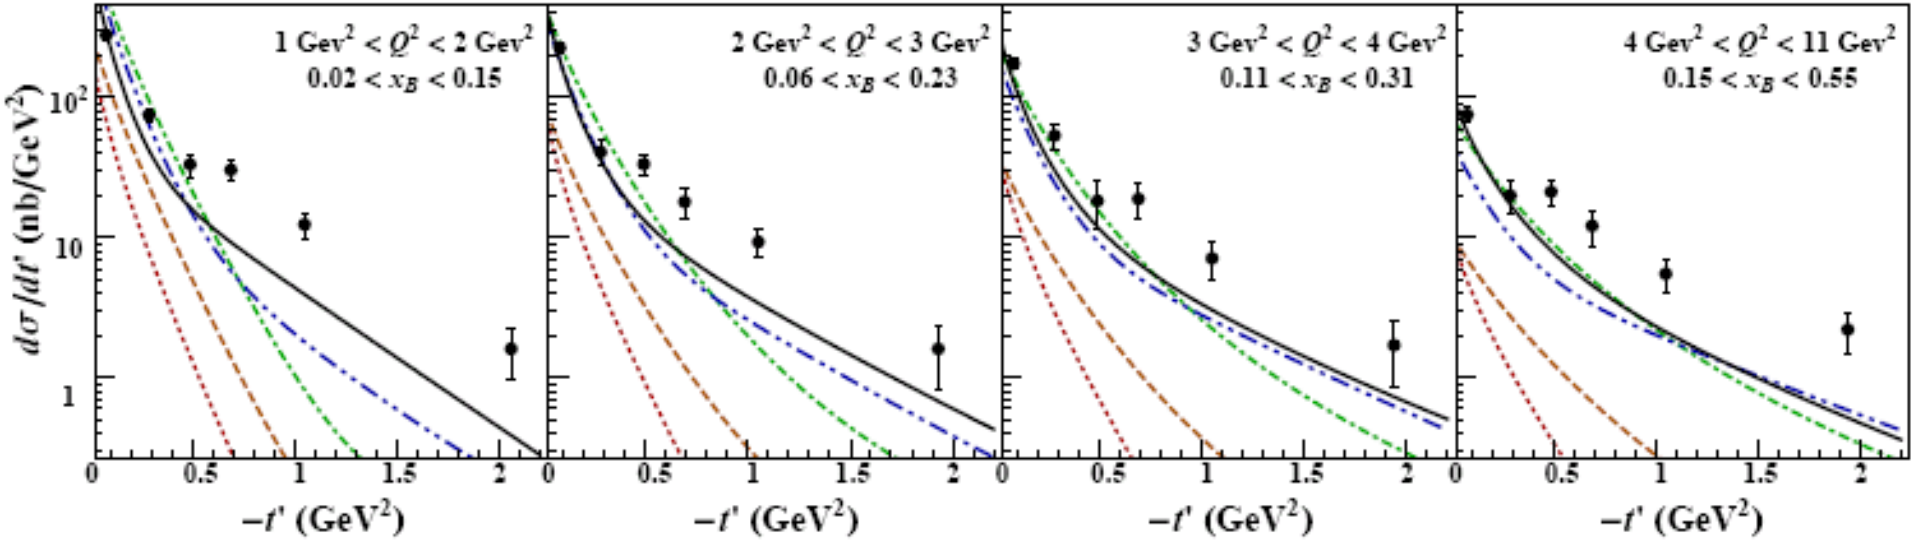 dσ/dt' (nb/GeV²)
10²
10
1
1 Gev² < Q² < 2 Gev²
0.02 < x_B < 0.15
2 Gev² < Q² < 3 Gev²
0.06 < x_B < 0.23
3 Gev² < Q² < 4 Gev²
0.11 < x_B < 0.31
4 Gev² < Q² < 11 Gev²
0.15 < x_B < 0.55
0 0.5 1 1.5 2 0 0.5 1 1.5 2 0 0.5 1 1.5 2 0 0.5 1 1.5 2
−t' (GeV²) −t' (GeV²) −t' (GeV²) −t' (GeV²)